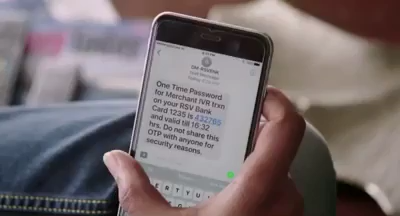 One Time Password
for Merchant IVR trxn
on your RSV Bank
Card 1235 is 432765
and valid till 16:32
hrs. Do not share this
OTP with anyone for
security reasons.
E R T Y U